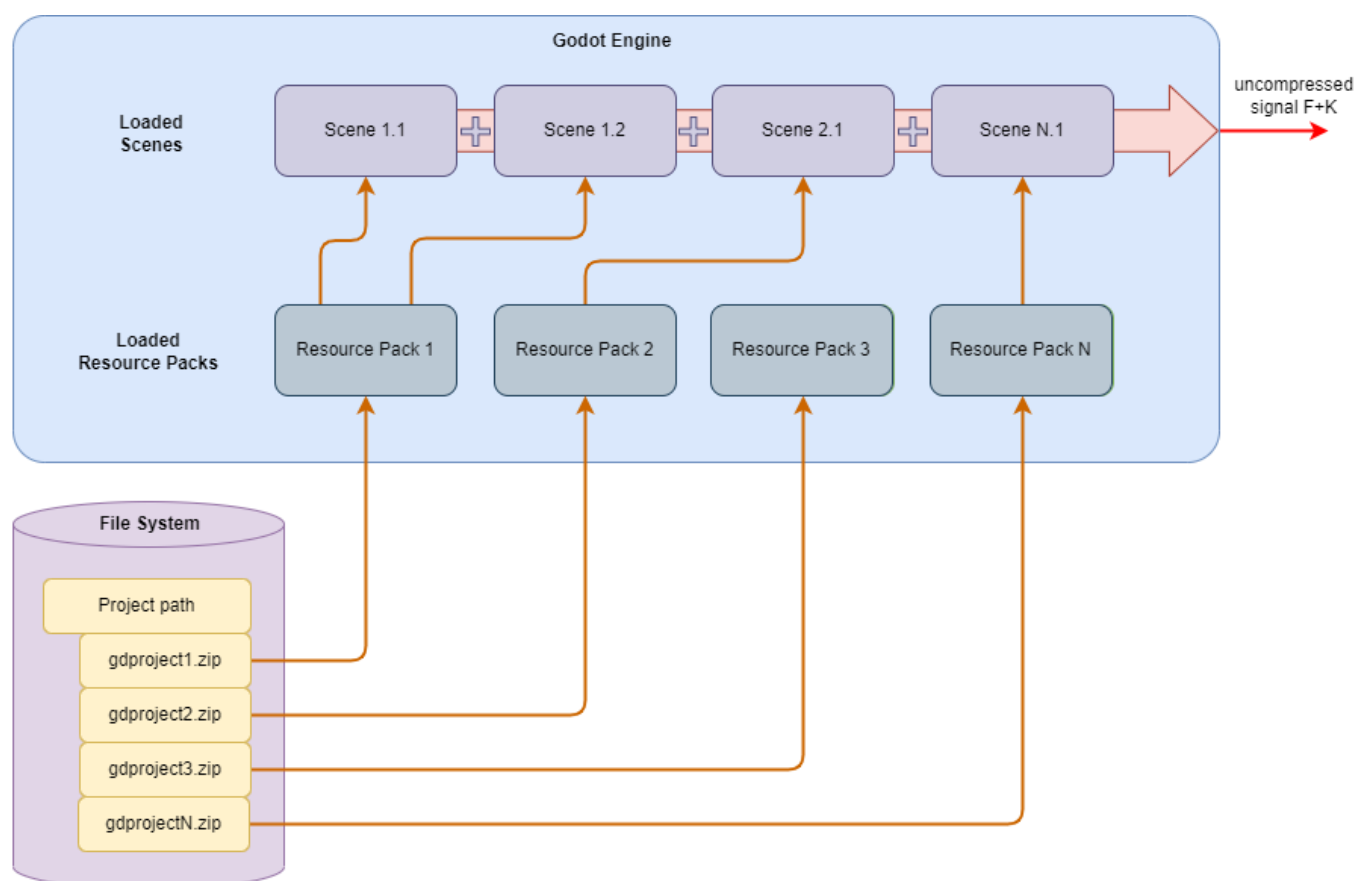 Godot Engine
uncompressed
signal F+K
Loaded
Scenes
Scene 1.1
Scene 1.2
Scene 2.1
Scene N.1
Loaded
Resource Packs
Resource Pack 1
Resource Pack 2
Resource Pack 3
Resource Pack N
File System
Project path
gdproject1.zip
gdproject2.zip
gdproject3.zip
gdprojectN.zip